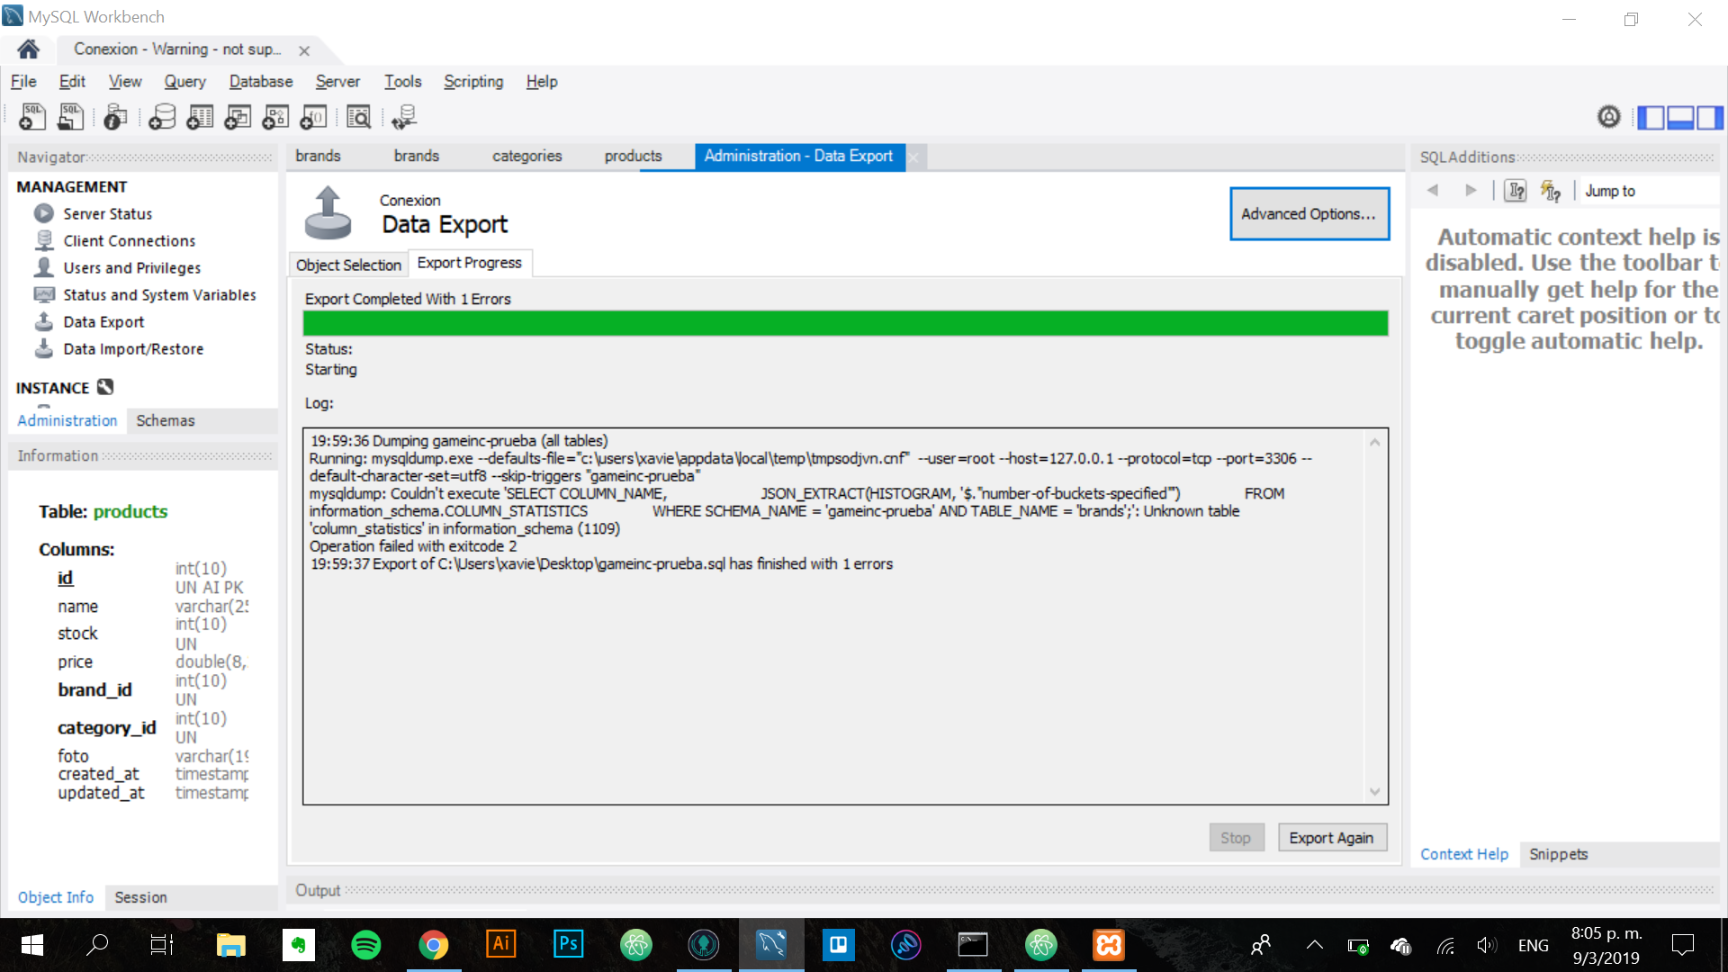 MySQL Workbench
Conexion - Warning - not sup...
File Edit View Query Database Server Tools Scripting Help
Navigator
MANAGEMENT
Server Status
Client Connections
Users and Privileges
Status and System Variables
Data Export
Data Import/Restore
INSTANCE
Administration Schemas
Information
Table: products
Columns:
id int(10)
UN AI PK
name varchar(25
stock int(10)
UN
price double(8,
brand_id int(10)
UN
category_id int(10)
UN
foto varchar(19
created_at timestamp
updated_at timestamp
Object Info Session
brands brands categories products Administration - Data Export
Conexion
Data Export
Advanced Options...
Object Selection Export Progress
Export Completed With 1 Errors
Status:
Starting
Log:
19:59:36 Dumping gameinc-prueba (all tables)
Running: mysqldump.exe --defaults-file="c:\users\xavie\appdata\local\temp\tmpsodjvn.cnf" --user=root --host=127.0.0.1 --protocol=tcp --port=3306 --
default-character-set=utf8 --skip-triggers "gameinc-prueba"
mysqldump: Couldn't execute 'SELECT COLUMN_NAME, JSON_EXTRACT(HISTOGRAM, '$."number-of-buckets-specified"') FROM
information_schema.COLUMN_STATISTICS WHERE SCHEMA_NAME = 'gameinc-prueba' AND TABLE_NAME = 'brands';': Unknown table
'column_statistics' in information_schema (1109)
Operation failed with exitcode 2
19:59:37 Export of C:\Users\xavie\Desktop\gameinc-prueba.sql has finished with 1 errors
Stop Export Again
Output
SQLAdditions
Jump to
Automatic context help is
disabled. Use the toolbar t
manually get help for the
current caret position or to
toggle automatic help.
Context Help Snippets
Ai Ps
ENG
8:05 p. m.
9/3/2019